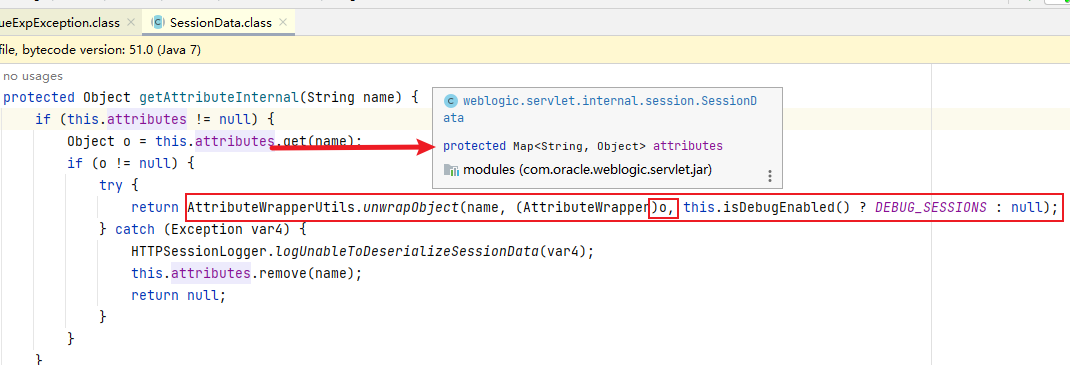 ueExpException.class × SessionData.class ×
file, bytecode version: 51.0 (Java 7)
no usages
protected Object getAttributeInternal(String name) {
if (this.attributes != null) {
Object o = this.attributes.get(name);
if (o != null) {
try {
return AttributeWrapperUtils.unwrapObject(name, (AttributeWrapper)o, this.isDebugEnabled() ? DEBUG_SESSIONS : null);
} catch (Exception var4) {
HTTPSessionLogger.logUnableToDeserializeSessionData(var4);
this.attributes.remove(name);
return null;
}
}
}
C weblogic.servlet.internal.session.SessionD
ata
protected Map<String, Object> attributes
modules (com.oracle.weblogic.servlet.jar)